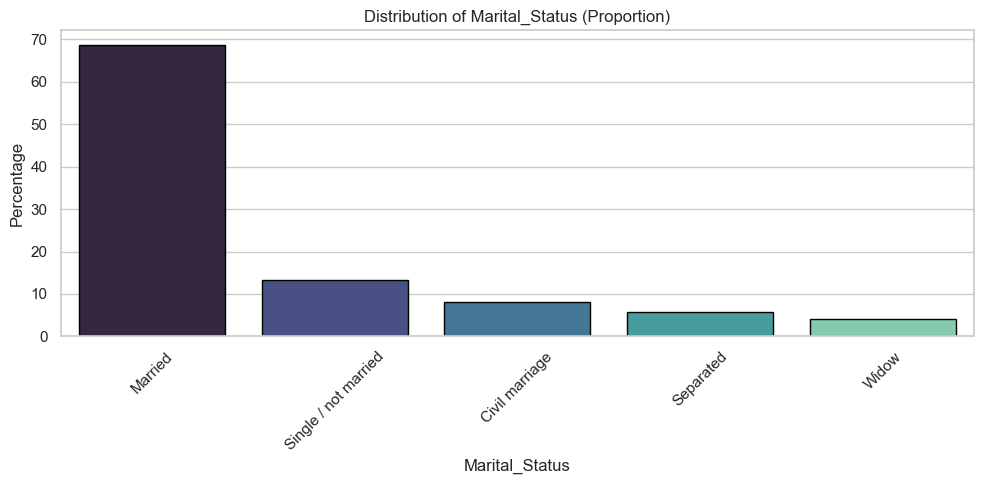 Distribution of Marital_Status (Proportion)
Percentage
70
60
50
40
30
20
10
0
Married
Single / not married
Civil marriage
Separated
Widow
Marital_Status